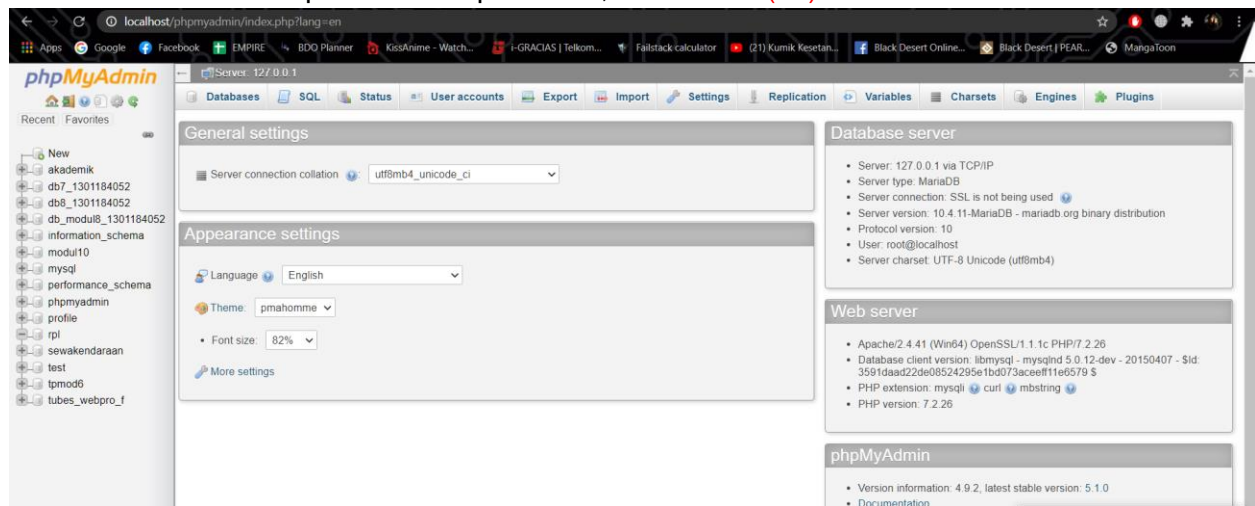 localhost/phpmyadmin/index.php?lang=en
Apps Google Facebook EMPIRE BDO Planner KissAnime - Watch... i-GRACIAS | Telkom... Failstack calculator (21) Kumik Kesetan... Black Desert Online... Black Desert | PEAR... MangaToon
phpMyAdmin
Recent Favorites
New
akademik
db7_1301184052
db8_1301184052
db_modul8_1301184052
information_schema
modul10
mysql
performance_schema
phpmyadmin
profile
rpl
sewakendaraan
test
tpmod6
tubes_webpro_f
Server: 127.0.0.1
Databases SQL Status User accounts Export Import Settings Replication Variables Charsets Engines Plugins
General settings
Server connection collation : utf8mb4_unicode_ci
Appearance settings
Language English
Theme: pmahomme
• Font size: 82%
More settings
Database server
• Server: 127.0.0.1 via TCP/IP
• Server type: MariaDB
• Server connection: SSL is not being used
• Server version: 10.4.11-MariaDB - mariadb.org binary distribution
• Protocol version: 10
• User: root@localhost
• Server charset: UTF-8 Unicode (utf8mb4)
Web server
• Apache/2.4.41 (Win64) OpenSSL/1.1.1c PHP/7.2.26
• Database client version: libmysql - mysqlnd 5.0.12-dev - 20150407 - $Id:
3591daad22de08524295e1bd073aceeff11e6579 $
• PHP extension: mysqli curl mbstring
• PHP version: 7.2.26
phpMyAdmin
• Version information: 4.9.2, latest stable version: 5.1.0
• Documentation